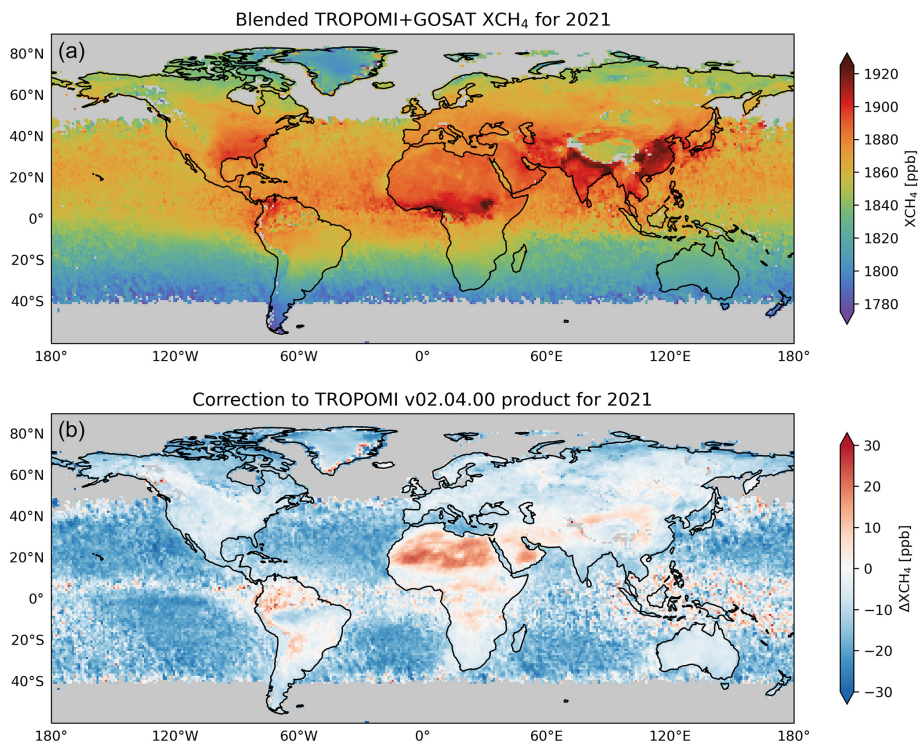 Blended TROPOMI+GOSAT XCH₄ for 2021
(a)
80°N
60°N
40°N
20°N
0°
20°S
40°S
180°
120°W
60°W
0°
60°E
120°E
180°
1920
1900
1880
1860
1840
1820
1800
1780
XCH₄ [ppb]
Correction to TROPOMI v02.04.00 product for 2021
(b)
80°N
60°N
40°N
20°N
0°
20°S
40°S
180°
120°W
60°W
0°
60°E
120°E
180°
30
20
10
0
−10
−20
−30
ΔXCH₄ [ppb]